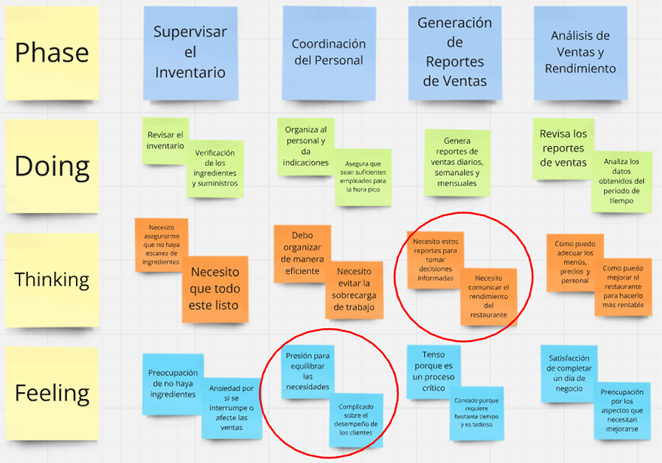 Phase
Supervisar
el
Inventario
Coordinación
del Personal
Generación
de
Reportes
de Ventas
Análisis de
Ventas y
Rendimiento
Doing
Revisar el
inventario
Verificación
de los
ingredientes
y suministros
Organiza al
personal y
da
indicaciones
Asegura que
sean suficientes
empleados para
la hora pico
Genera
reportes de
ventas diarios,
semanales y
mensuales
Revisa los
reportes
de ventas
Analiza los
datos
obtenidos del
periodo de
tiempo
Thinking
Necesito
asegurarme
que no haya
escasez de
ingredientes
Necesito
que todo
este listo
Debo
organizar
de manera
eficiente
Necesito
evitar la
sobrecarga
de trabajo
Necesito estos
reportes para
tomar
decisiones
informadas
Necesito
comunicar el
rendimiento
del
restaurante
Como puedo
adecuar los
menús,
precios y
personal
Como puedo
mejorar el
restaurante
para hacerlo
más rentable
Feeling
Preocupación
de no haya
ingredientes
Ansiedad por
si se
interrumpe o
afecte las
ventas
Presión para
equilibrar
las
necesidades
Complicado
sobre el
desempeño de
los clientes
Tenso
porque es
un proceso
crítico
Cansado porque
requiere
bastante tiempo
y es tedioso
Satisfacción
de completar
un día de
negocio
Preocupación
por los
aspectos que
necesitan
mejorarse